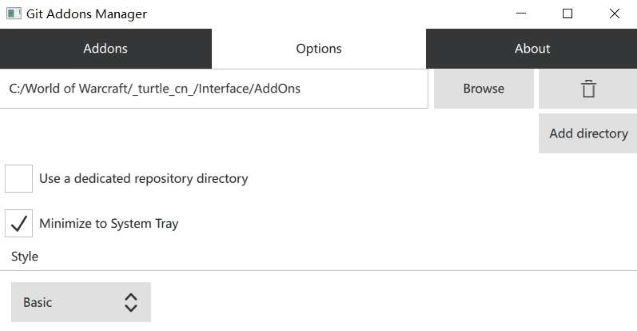 Git Addons Manager
Addons Options About
C:/World of Warcraft/_turtle_cn_/Interface/AddOns Browse
Add directory
Use a dedicated repository directory
Minimize to System Tray
Style
Basic